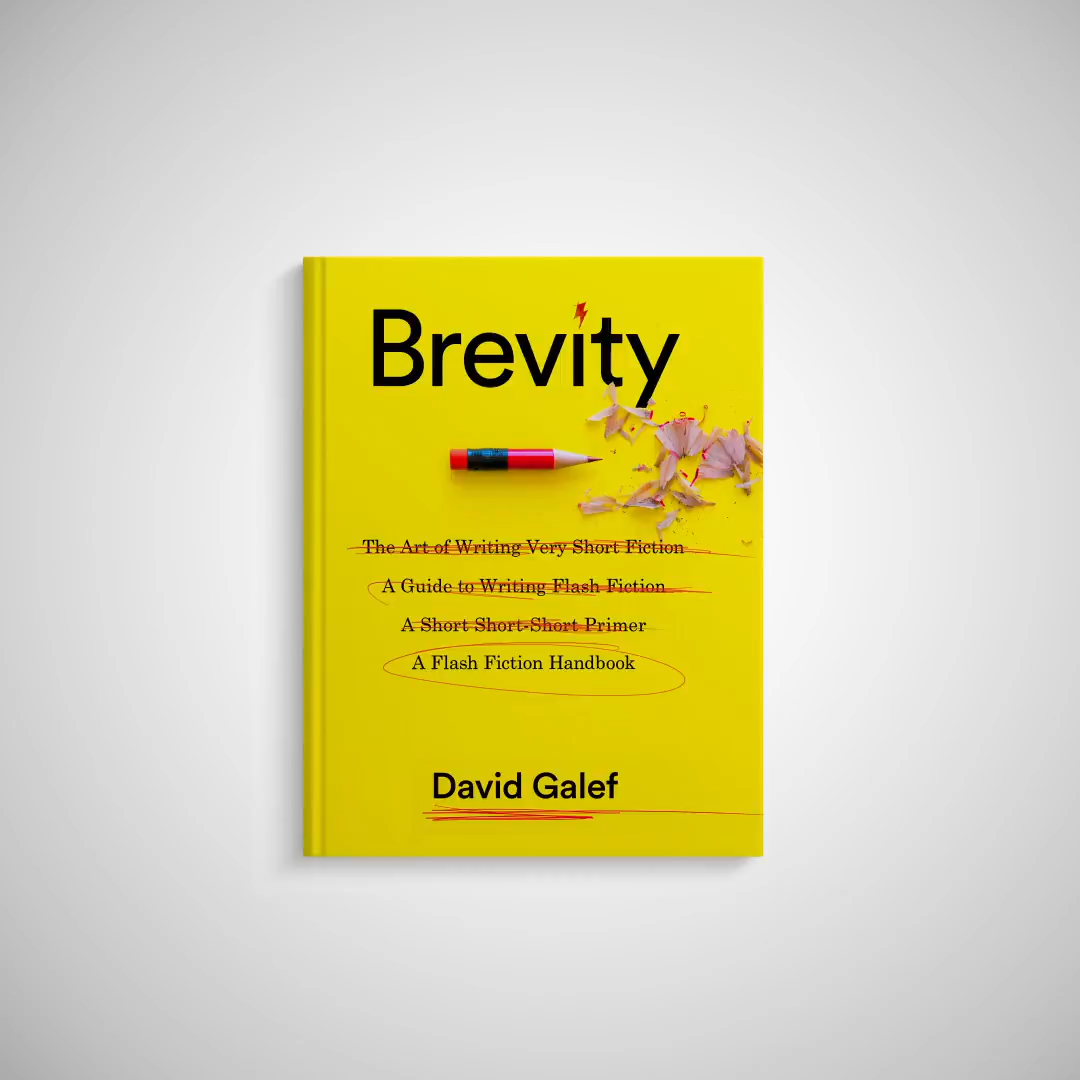 Brevity
The Art of Writing Very Short Fiction
A Guide to Writing Flash Fiction
A Short Short-Short Primer
A Flash Fiction Handbook
David Galef